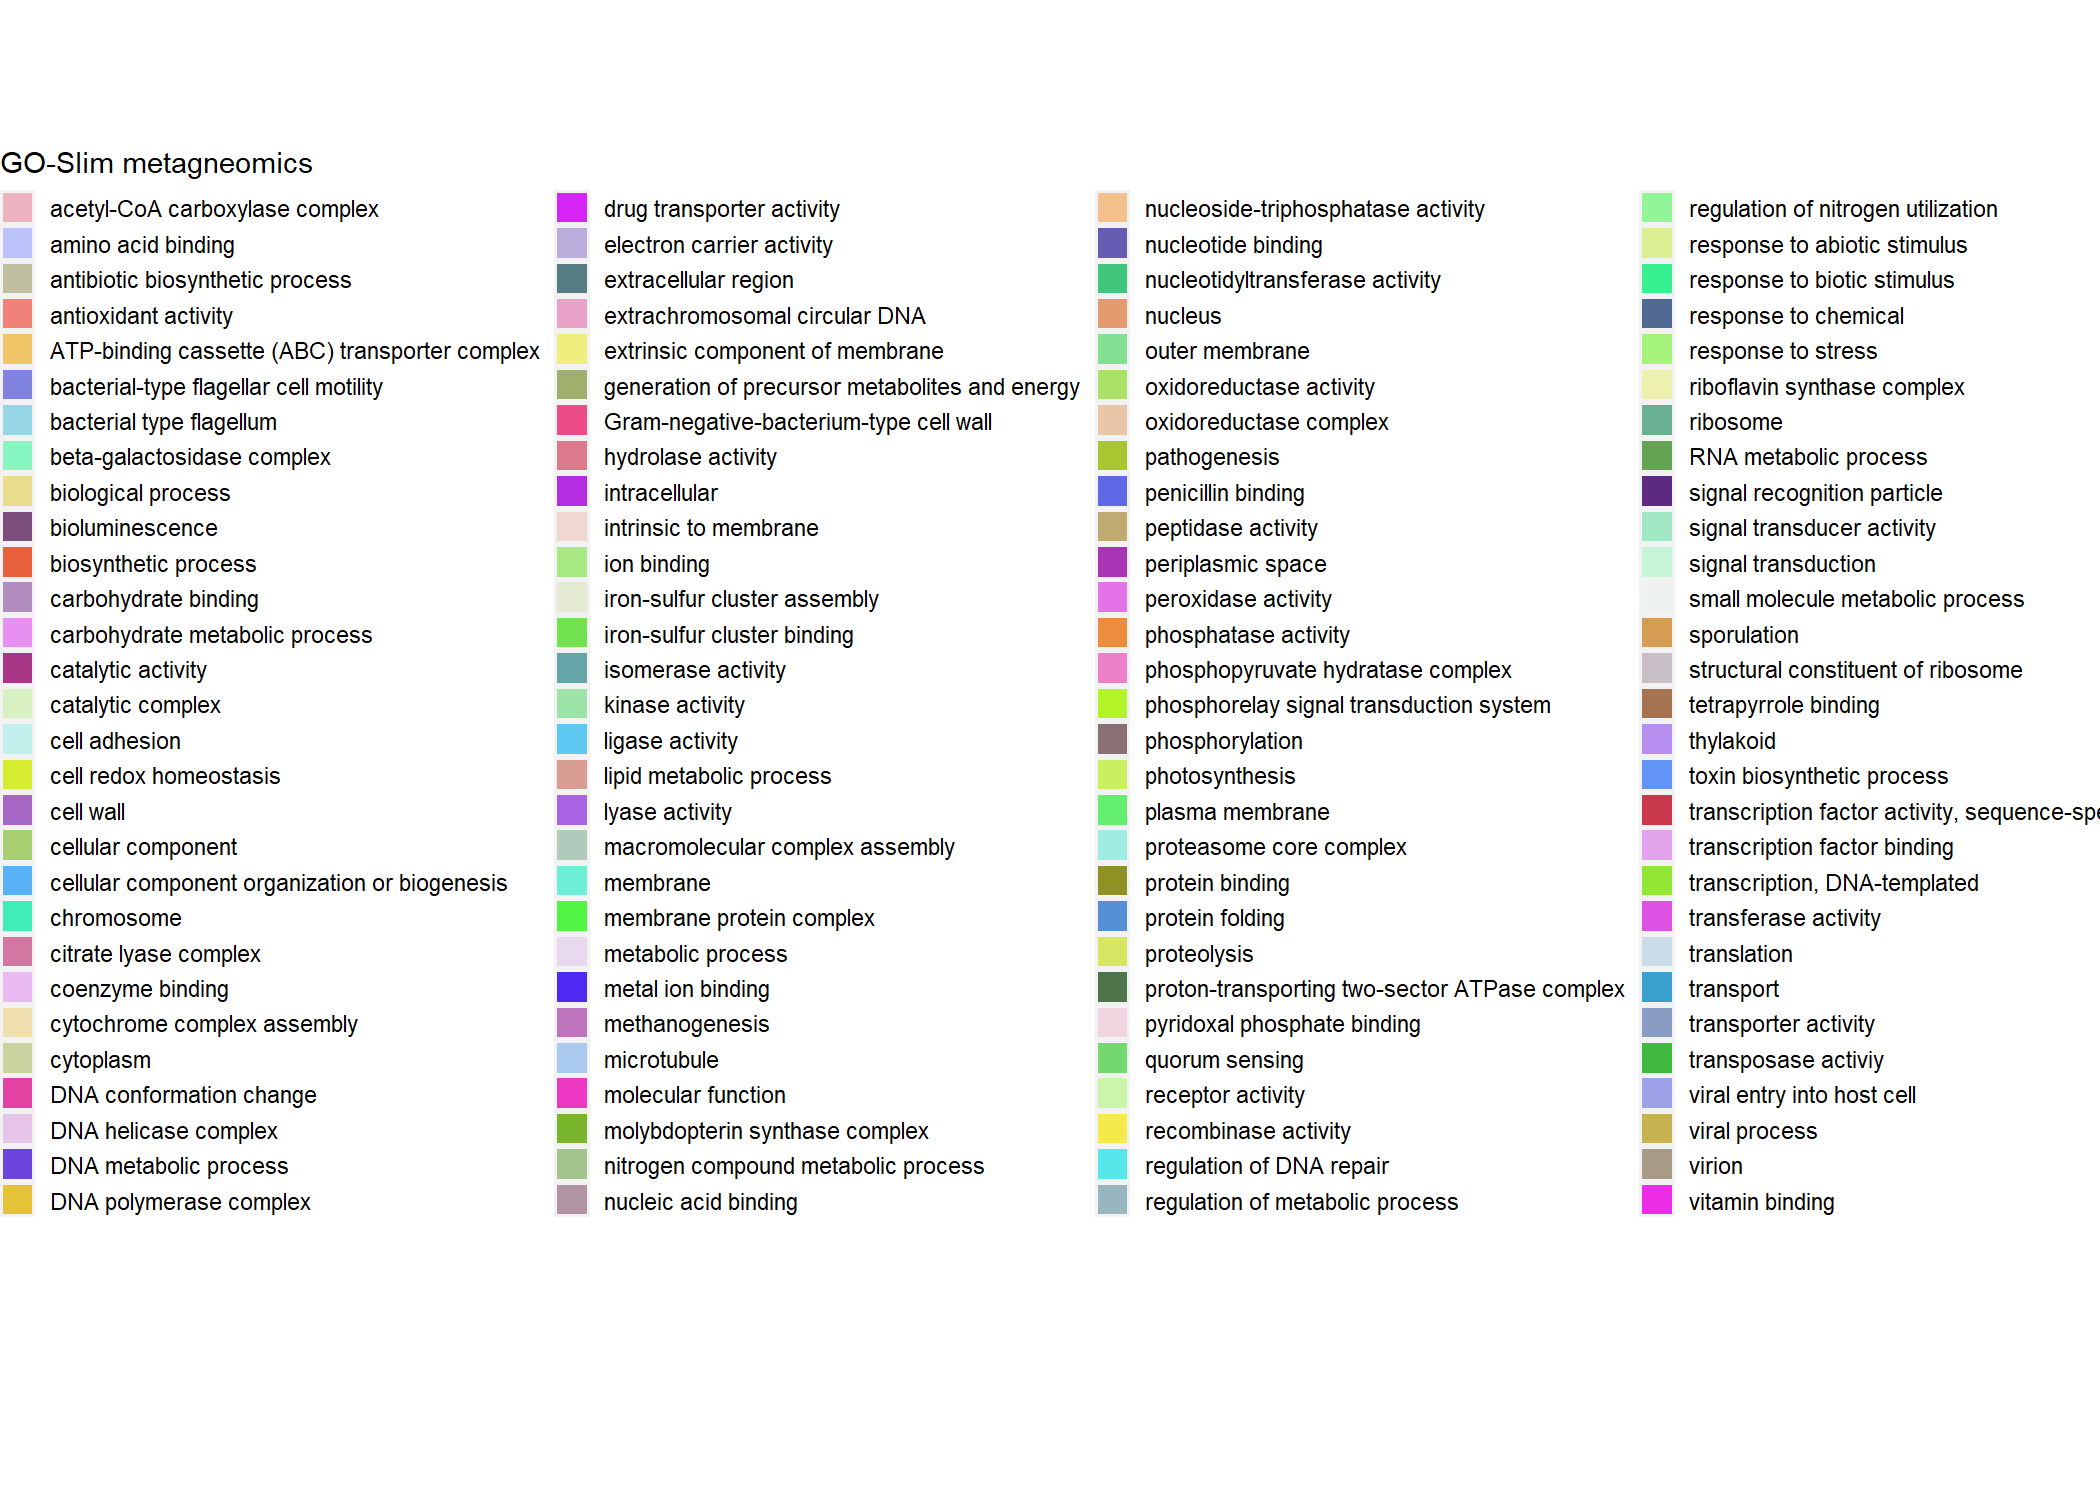 GO-Slim metagneomics
acetyl-CoA carboxylase complex
amino acid binding
antibiotic biosynthetic process
antioxidant activity
ATP-binding cassette (ABC) transporter complex
bacterial-type flagellar cell motility
bacterial type flagellum
beta-galactosidase complex
biological process
bioluminescence
biosynthetic process
carbohydrate binding
carbohydrate metabolic process
catalytic activity
catalytic complex
cell adhesion
cell redox homeostasis
cell wall
cellular component
cellular component organization or biogenesis
chromosome
citrate lyase complex
coenzyme binding
cytochrome complex assembly
cytoplasm
DNA conformation change
DNA helicase complex
DNA metabolic process
DNA polymerase complex
drug transporter activity
electron carrier activity
extracellular region
extrachromosomal circular DNA
extrinsic component of membrane
generation of precursor metabolites and energy
Gram-negative-bacterium-type cell wall
hydrolase activity
intracellular
intrinsic to membrane
ion binding
iron-sulfur cluster assembly
iron-sulfur cluster binding
isomerase activity
kinase activity
ligase activity
lipid metabolic process
lyase activity
macromolecular complex assembly
membrane
membrane protein complex
metabolic process
metal ion binding
methanogenesis
microtubule
molecular function
molybdopterin synthase complex
nitrogen compound metabolic process
nucleic acid binding
nucleoside-triphosphatase activity
nucleotide binding
nucleotidyltransferase activity
nucleus
outer membrane
oxidoreductase activity
oxidoreductase complex
pathogenesis
penicillin binding
peptidase activity
periplasmic space
peroxidase activity
phosphatase activity
phosphopyruvate hydratase complex
phosphorelay signal transduction system
phosphorylation
photosynthesis
plasma membrane
proteasome core complex
protein binding
protein folding
proteolysis
proton-transporting two-sector ATPase complex
pyridoxal phosphate binding
quorum sensing
receptor activity
recombinase activity
regulation of DNA repair
regulation of metabolic process
regulation of nitrogen utilization
response to abiotic stimulus
response to biotic stimulus
response to chemical
response to stress
riboflavin synthase complex
ribosome
RNA metabolic process
signal recognition particle
signal transducer activity
signal transduction
small molecule metabolic process
sporulation
structural constituent of ribosome
tetrapyrrole binding
thylakoid
toxin biosynthetic process
transcription factor activity, sequence-spe
transcription factor binding
transcription, DNA-templated
transferase activity
translation
transport
transporter activity
transposase activiy
viral entry into host cell
viral process
virion
vitamin binding